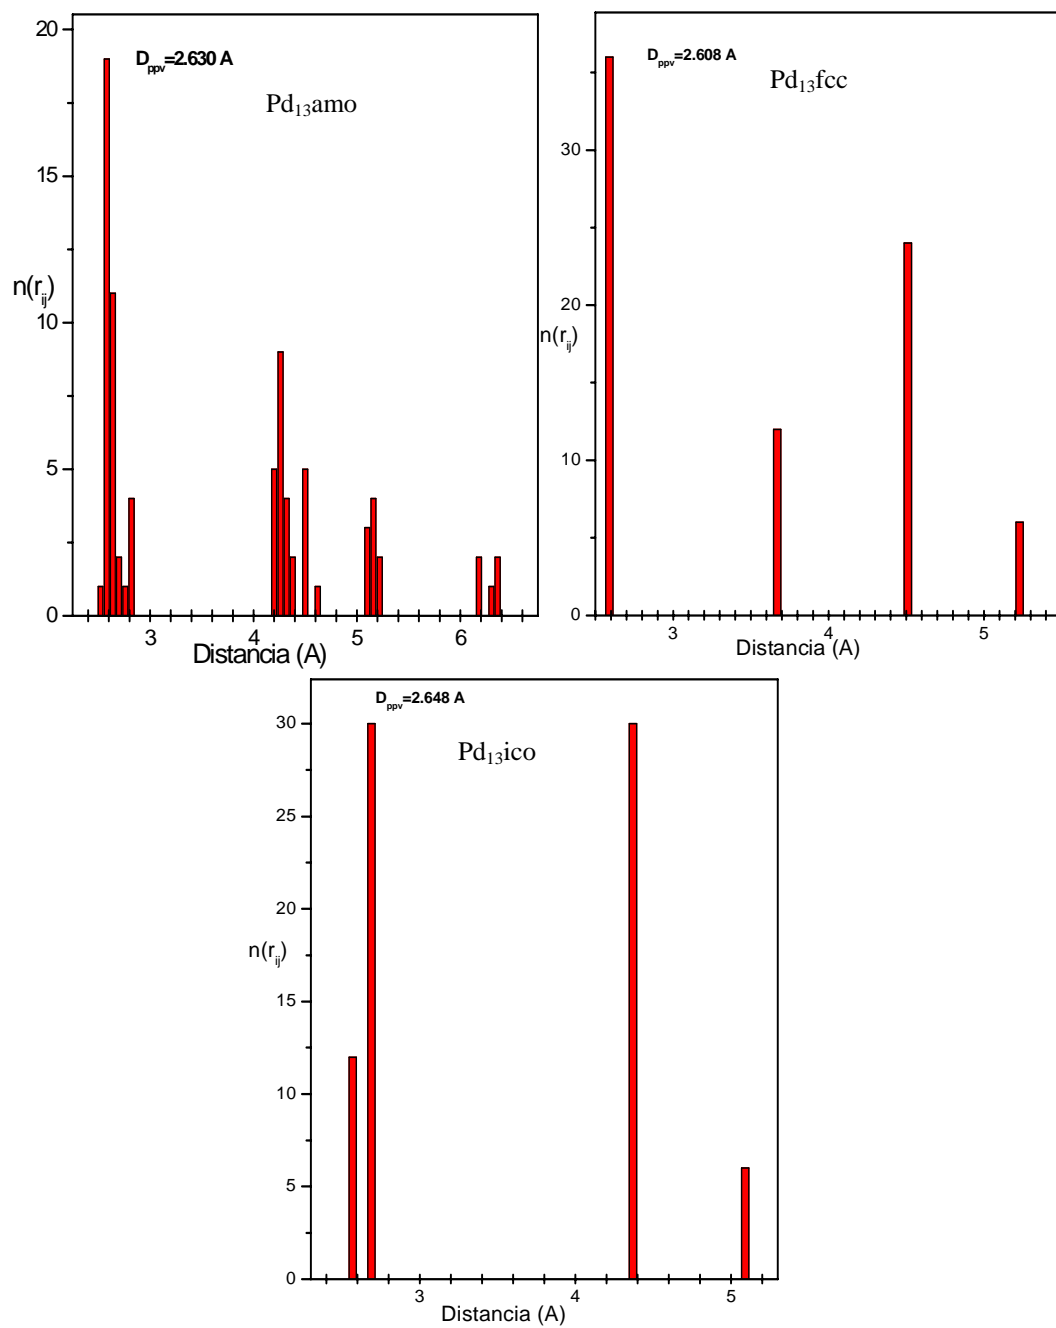 D_ppv=2.630 A
Pd₁₃amo
20
15
n(r_ij)
10
5
0
3 4 5 6
Distancia (A)
D_ppv=2.608 A
Pd₁₃fcc
30
20
n(r_ij)
10
0
3 4 5
Distancia (A)
D_ppv=2.648 A
Pd₁₃ico
30
25
20
n(r_ij)
15
10
5
0
3 4 5
Distancia (A)